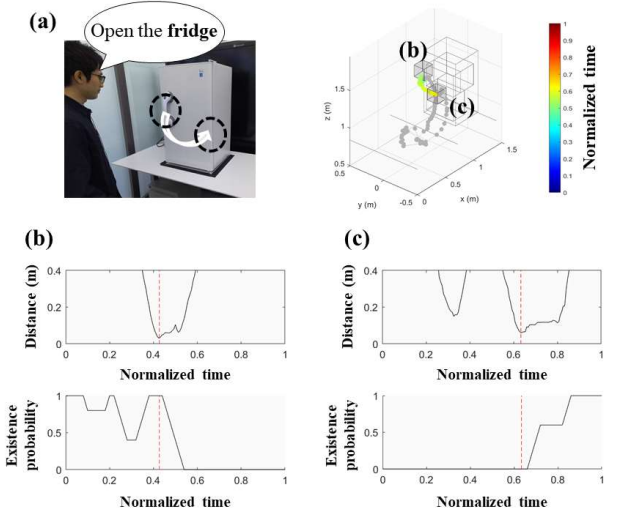 (a)
Open the fridge
(b)
(c)
z (m)
1.5
1
0.5
0.5
0
-0.5
y (m)
0
0.5
1
1.5
x (m)
1
0.9
0.8
0.7
0.6
0.5
0.4
0.3
0.2
0.1
0
Normalized time
(b)
Distance (m)
0.4
0.2
0
0 0.2 0.4 0.6 0.8 1
Normalized time
Existence
probability
1
0.5
0
0 0.2 0.4 0.6 0.8 1
Normalized time
(c)
Distance (m)
0.4
0.2
0
0 0.2 0.4 0.6 0.8 1
Normalized time
Existence
probability
1
0.5
0
0 0.2 0.4 0.6 0.8 1
Normalized time